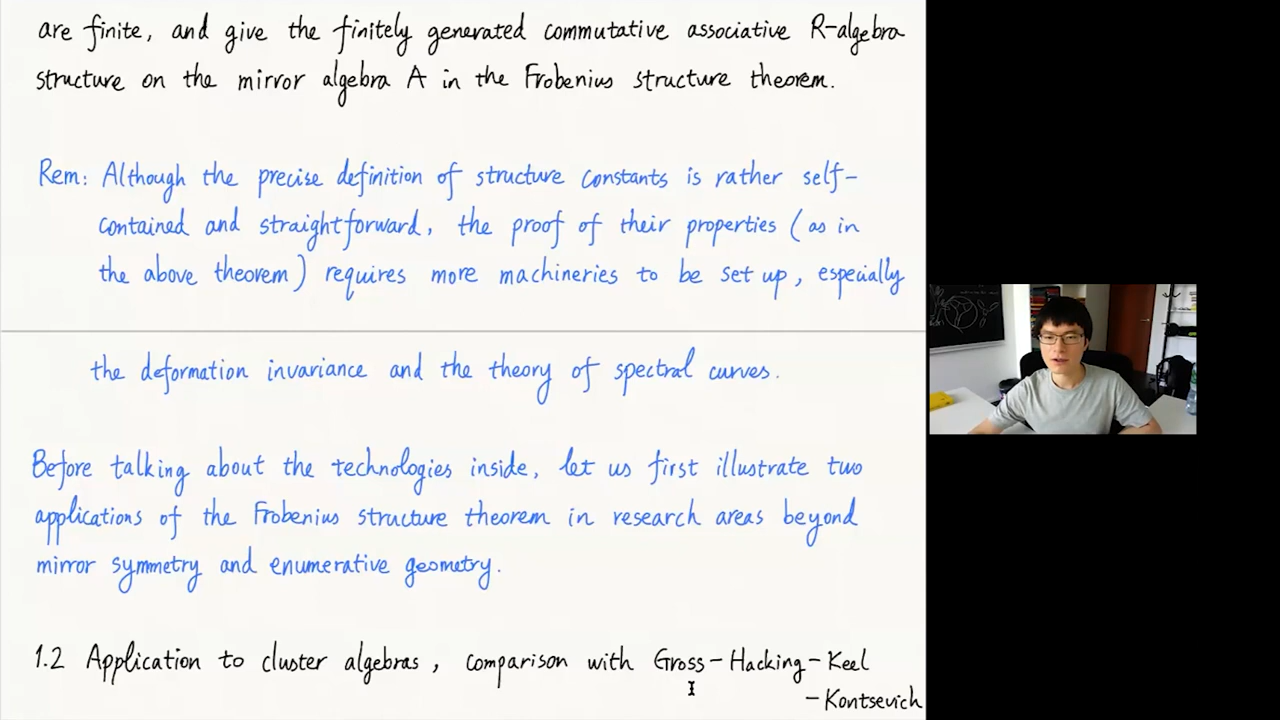 are finite, and give the finitely generated commutative associative R-algebra
structure on the mirror algebra A in the Frobenius structure theorem.
Rem: Although the precise definition of structure constants is rather self-
contained and straightforward, the proof of their properties (as in
the above theorem) requires more machineries to be set up, especially
the deformation invariance and the theory of spectral curves.
Before talking about the technologies inside, let us first illustrate two
applications of the Frobenius structure theorem in research areas beyond
mirror symmetry and enumerative geometry.
1.2 Application to cluster algebras, comparison with Gross-Hacking-Keel
-Kontsevich